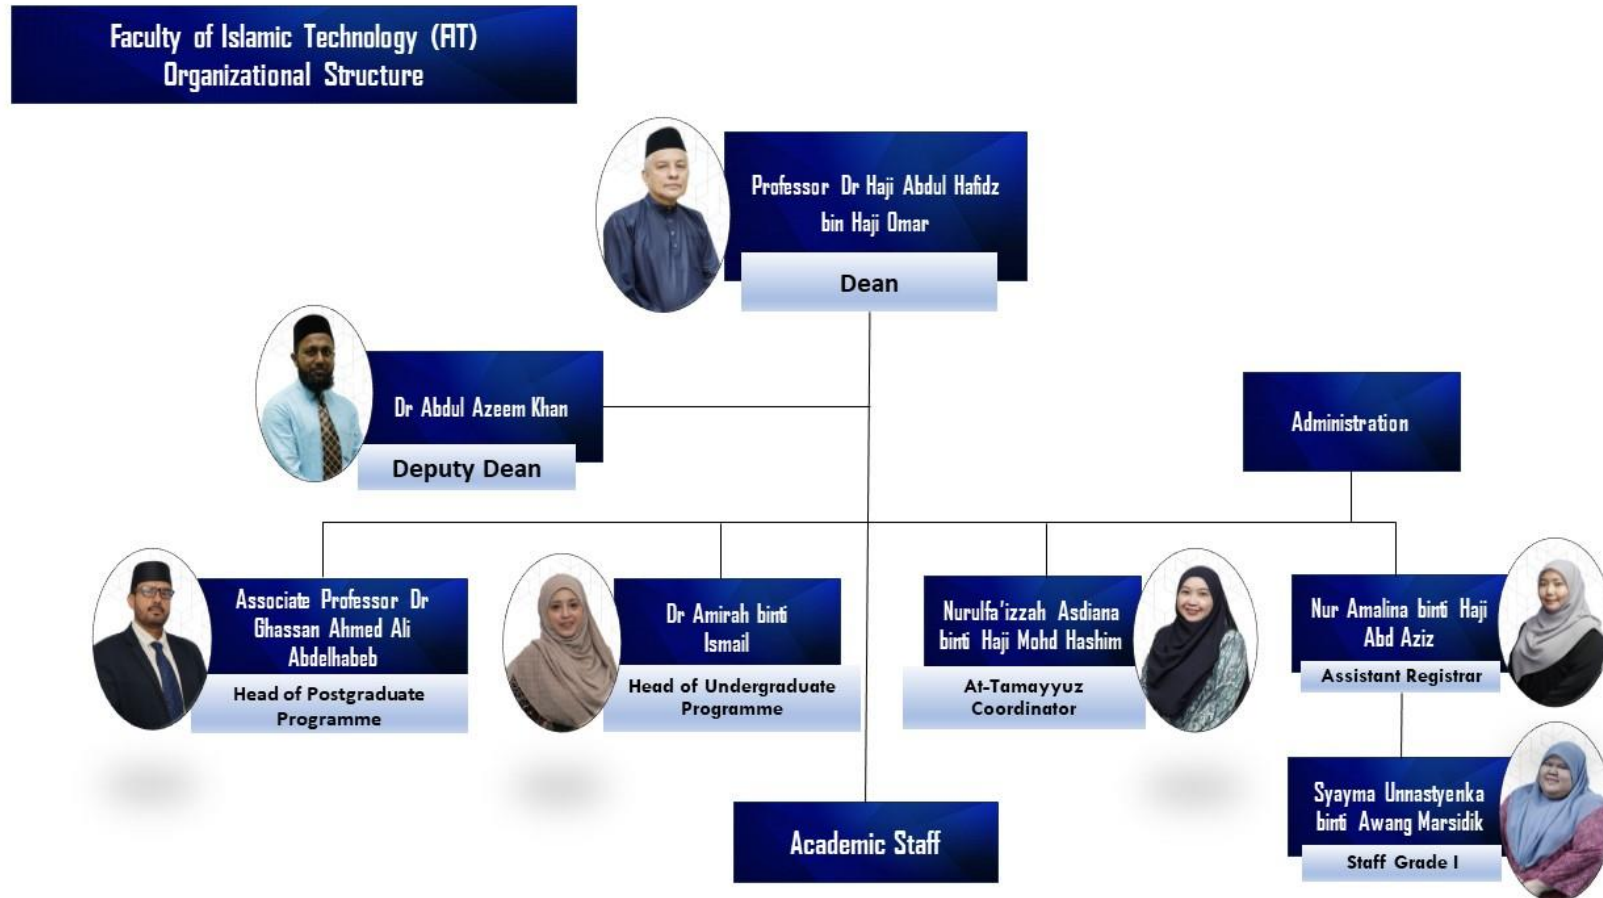 Faculty of Islamic Technology (FIT)
Organizational Structure
Professor Dr Haji Abdul Hafidz
bin Haji Omar
Dean
Dr Abdul Azeem Khan
Deputy Dean
Administration
Associate Professor Dr
Ghassan Ahmed Ali
Abdelhabeb
Head of Postgraduate
Programme
Dr Amirah binti
Ismail
Head of Undergraduate
Programme
Nurulfa'izzah Asdiana
binti Haji Mohd Hashim
At-Tamayyuz
Coordinator
Nur Amalina binti Haji
Abd Aziz
Assistant Registrar
Syayma Unnastyenka
binti Awang Marsidik
Staff Grade I
Academic Staff